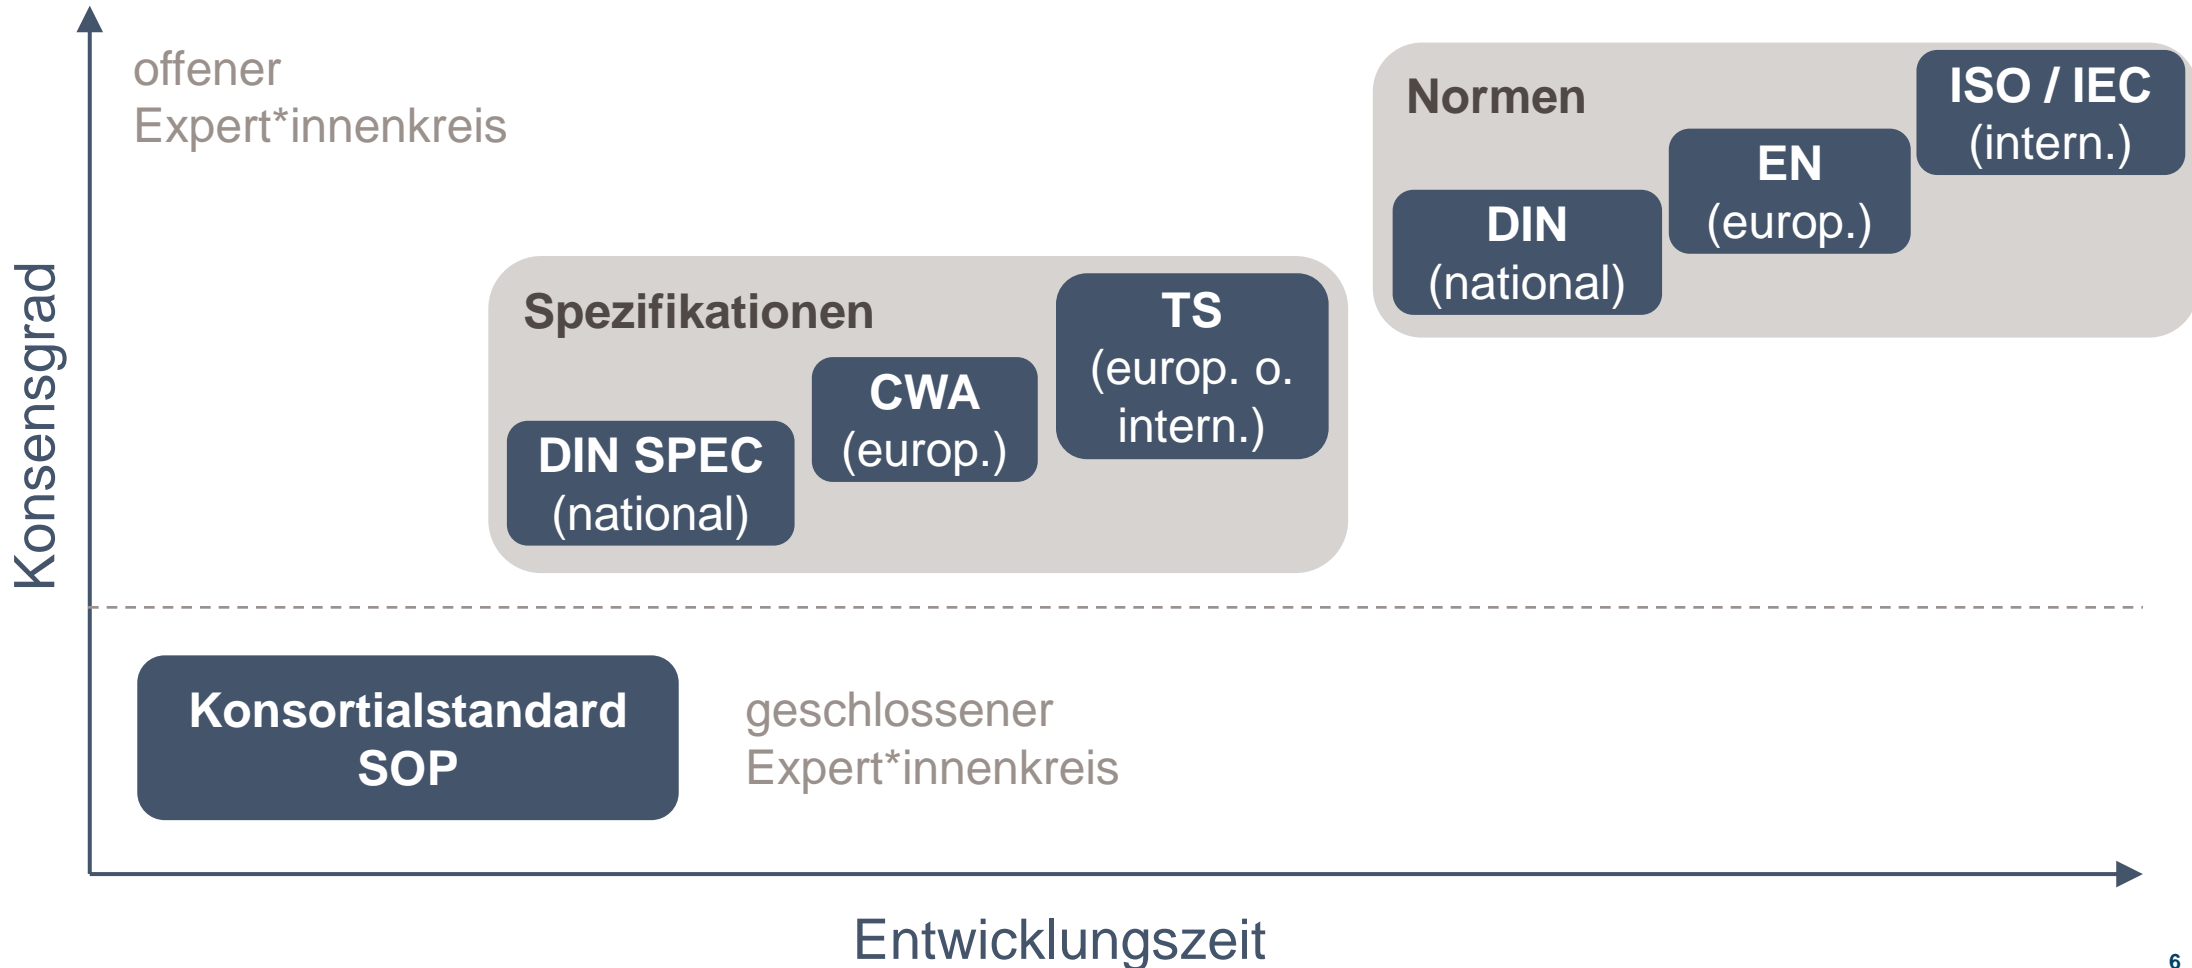 offener
Expert*innenkreis
Normen
ISO / IEC
(intern.)
EN
(europ.)
DIN
(national)
Spezifikationen
TS
(europ. o.
intern.)
CWA
(europ.)
DIN SPEC
(national)
Konsensgrad
Konsortialstandard
SOP
geschlossener
Expert*innenkreis
Entwicklungszeit
6